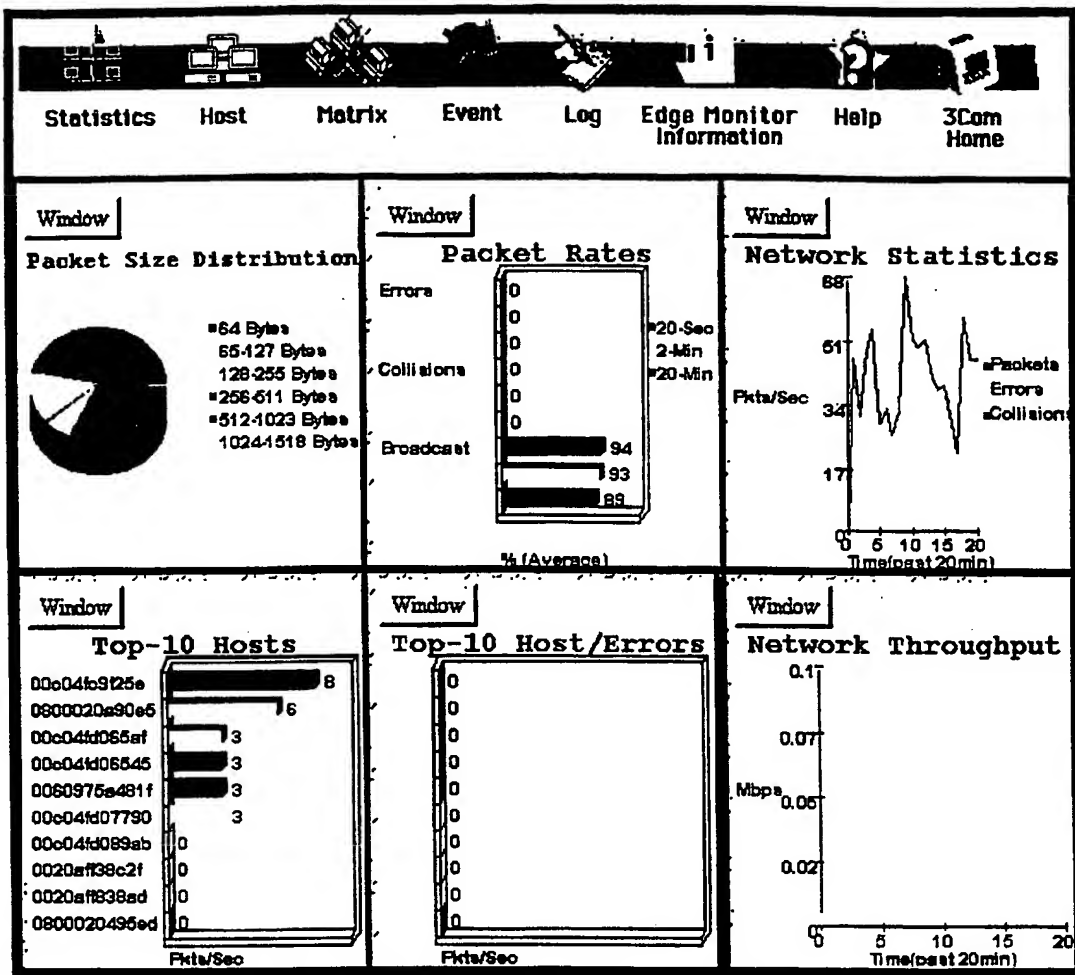 Statistics Host Matrix Event Log Edge Monitor Information Help 3Com Home
Window
Packet Size Distribution
64 Bytes
65-127 Bytes
128-255 Bytes
256-511 Bytes
512-1023 Bytes
1024-1518 Bytes
Window
Packet Rates
Errors
0
0
0
Collisions
0
0
0
Broadcast
94
93
89
20-Sec
2-Min
20-Min
% (Average)
Window
Network Statistics
68
51
Pkts/Sec
34
17
0
0 5 10 15 20
Time(past 20min)
Packets
Errors
Collisions
Window
Top-10 Hosts
00c04fc9f25e 8
0800020a90e5 6
00c04fd065af 3
00c04fd06545 3
0060975a481f 3
00c04fd07790 3
00c04fd089ab 0
0020aff38c2f 0
0020aff838ad 0
0800020495ed 0
Pkts/Sec
Window
Top-10 Host/Errors
0
0
0
0
0
0
0
0
0
0
Pkts/Sec
Window
Network Throughput
0.1
0.07
Mbps
0.05
0.02
0
0 5 10 15 20
Time(past 20min)